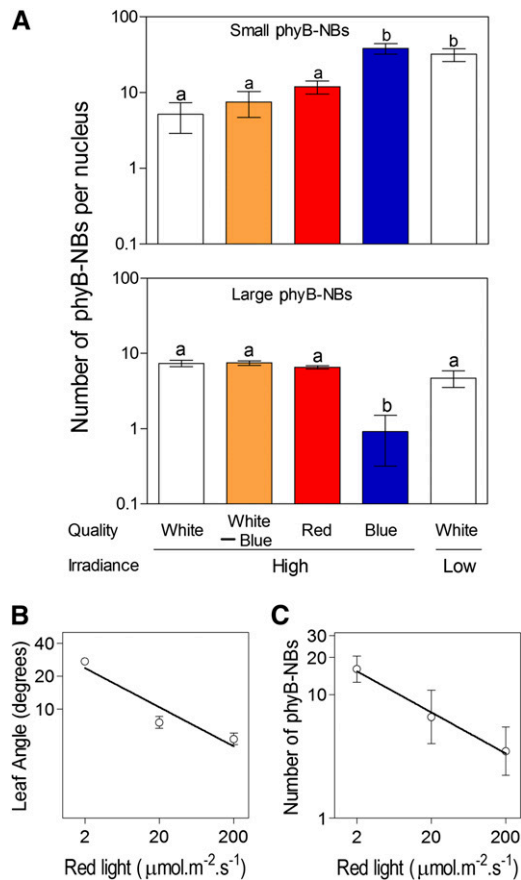 A
Number of phyB-NBs per nucleus
Small phyB-NBs
100
10
1
0.1
a
a
a
b
b
Large phyB-NBs
100
10
1
0.1
a
a
a
b
a
Quality
White
White
– Blue
Red
Blue
White
Irradiance
High
Low
B
Leaf Angle (degrees)
40
20
10
2
20
200
Red light (μmol.m⁻².s⁻¹)
C
Number of phyB-NBs
30
20
10
1
2
20
200
Red light (μmol.m⁻².s⁻¹)